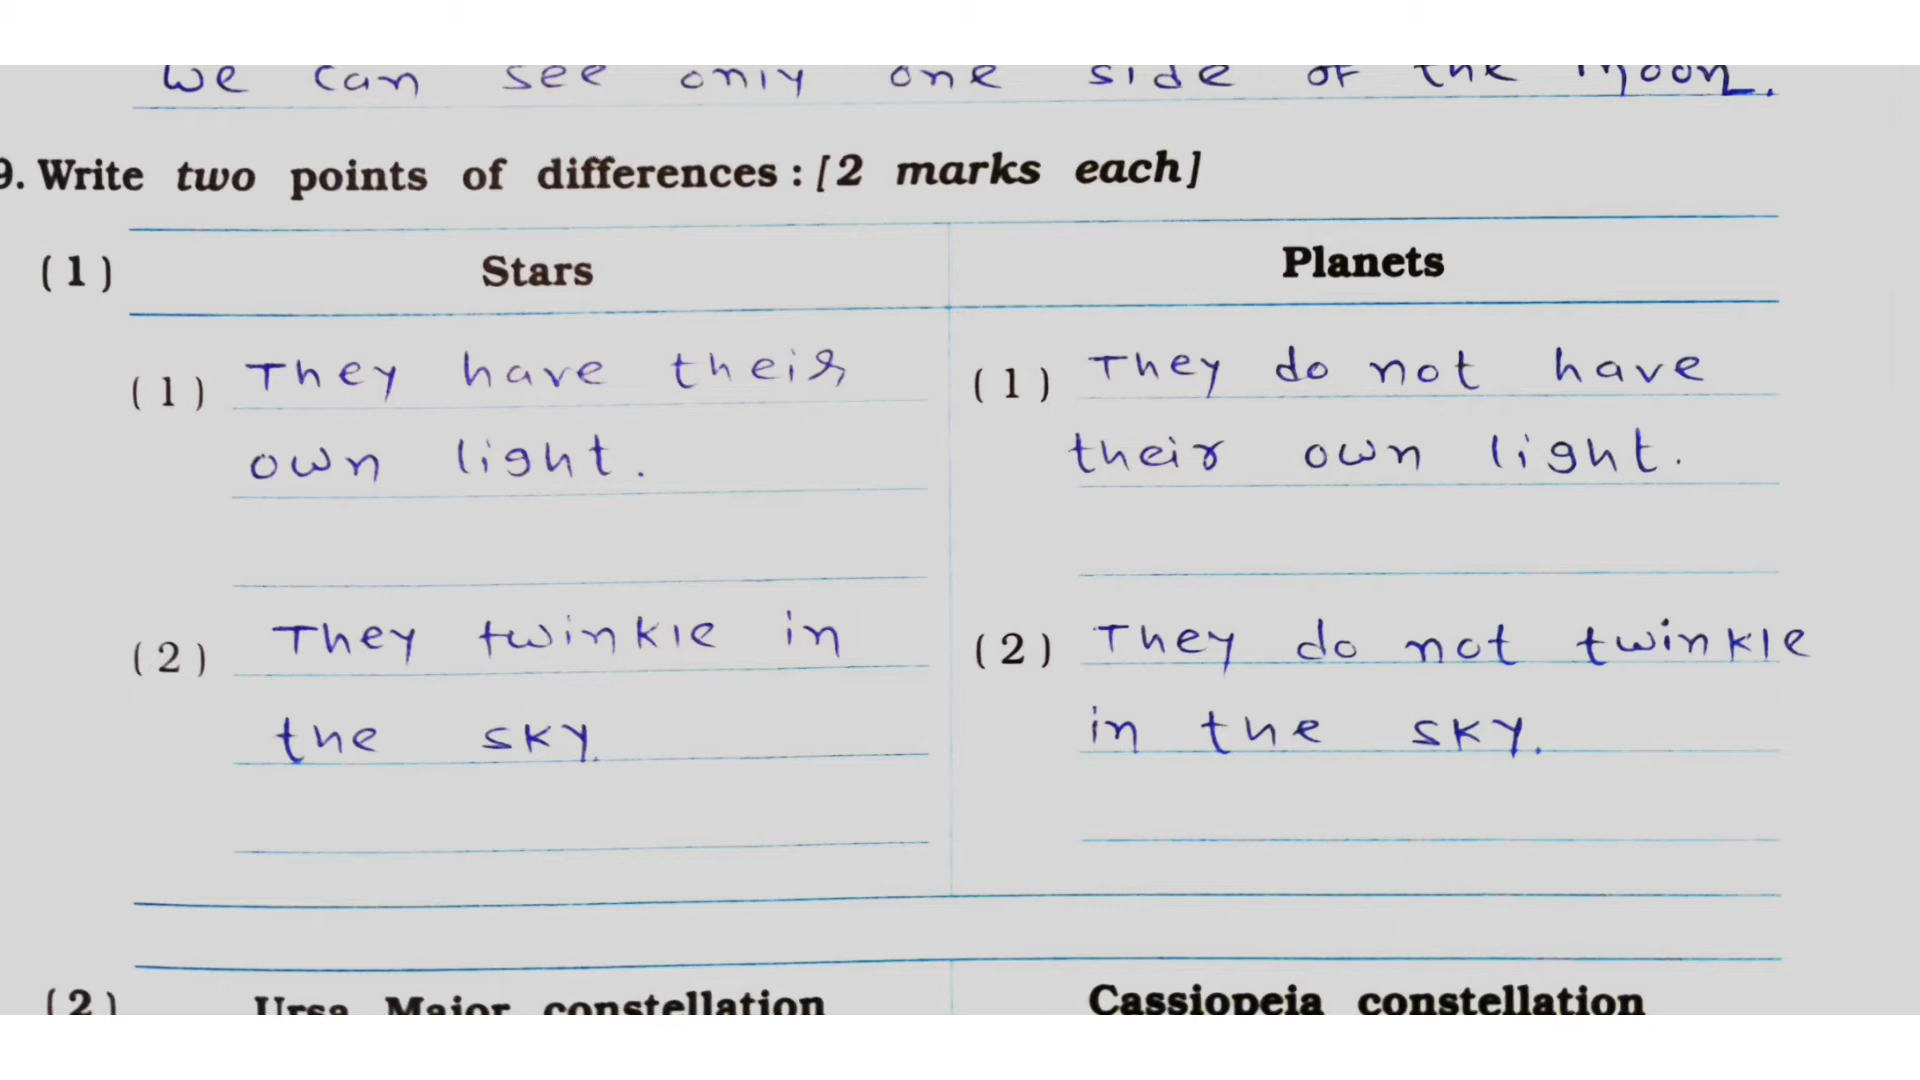 we can see only one side of the moon.
9. Write two points of differences : [2 marks each]
(1) Stars Planets
(1) They have their (1) They do not have
own light. their own light.
(2) They twinkle in (2) They do not twinkle
the sky. in the sky.
(2) Ursa Major constellation Cassiopeia constellation